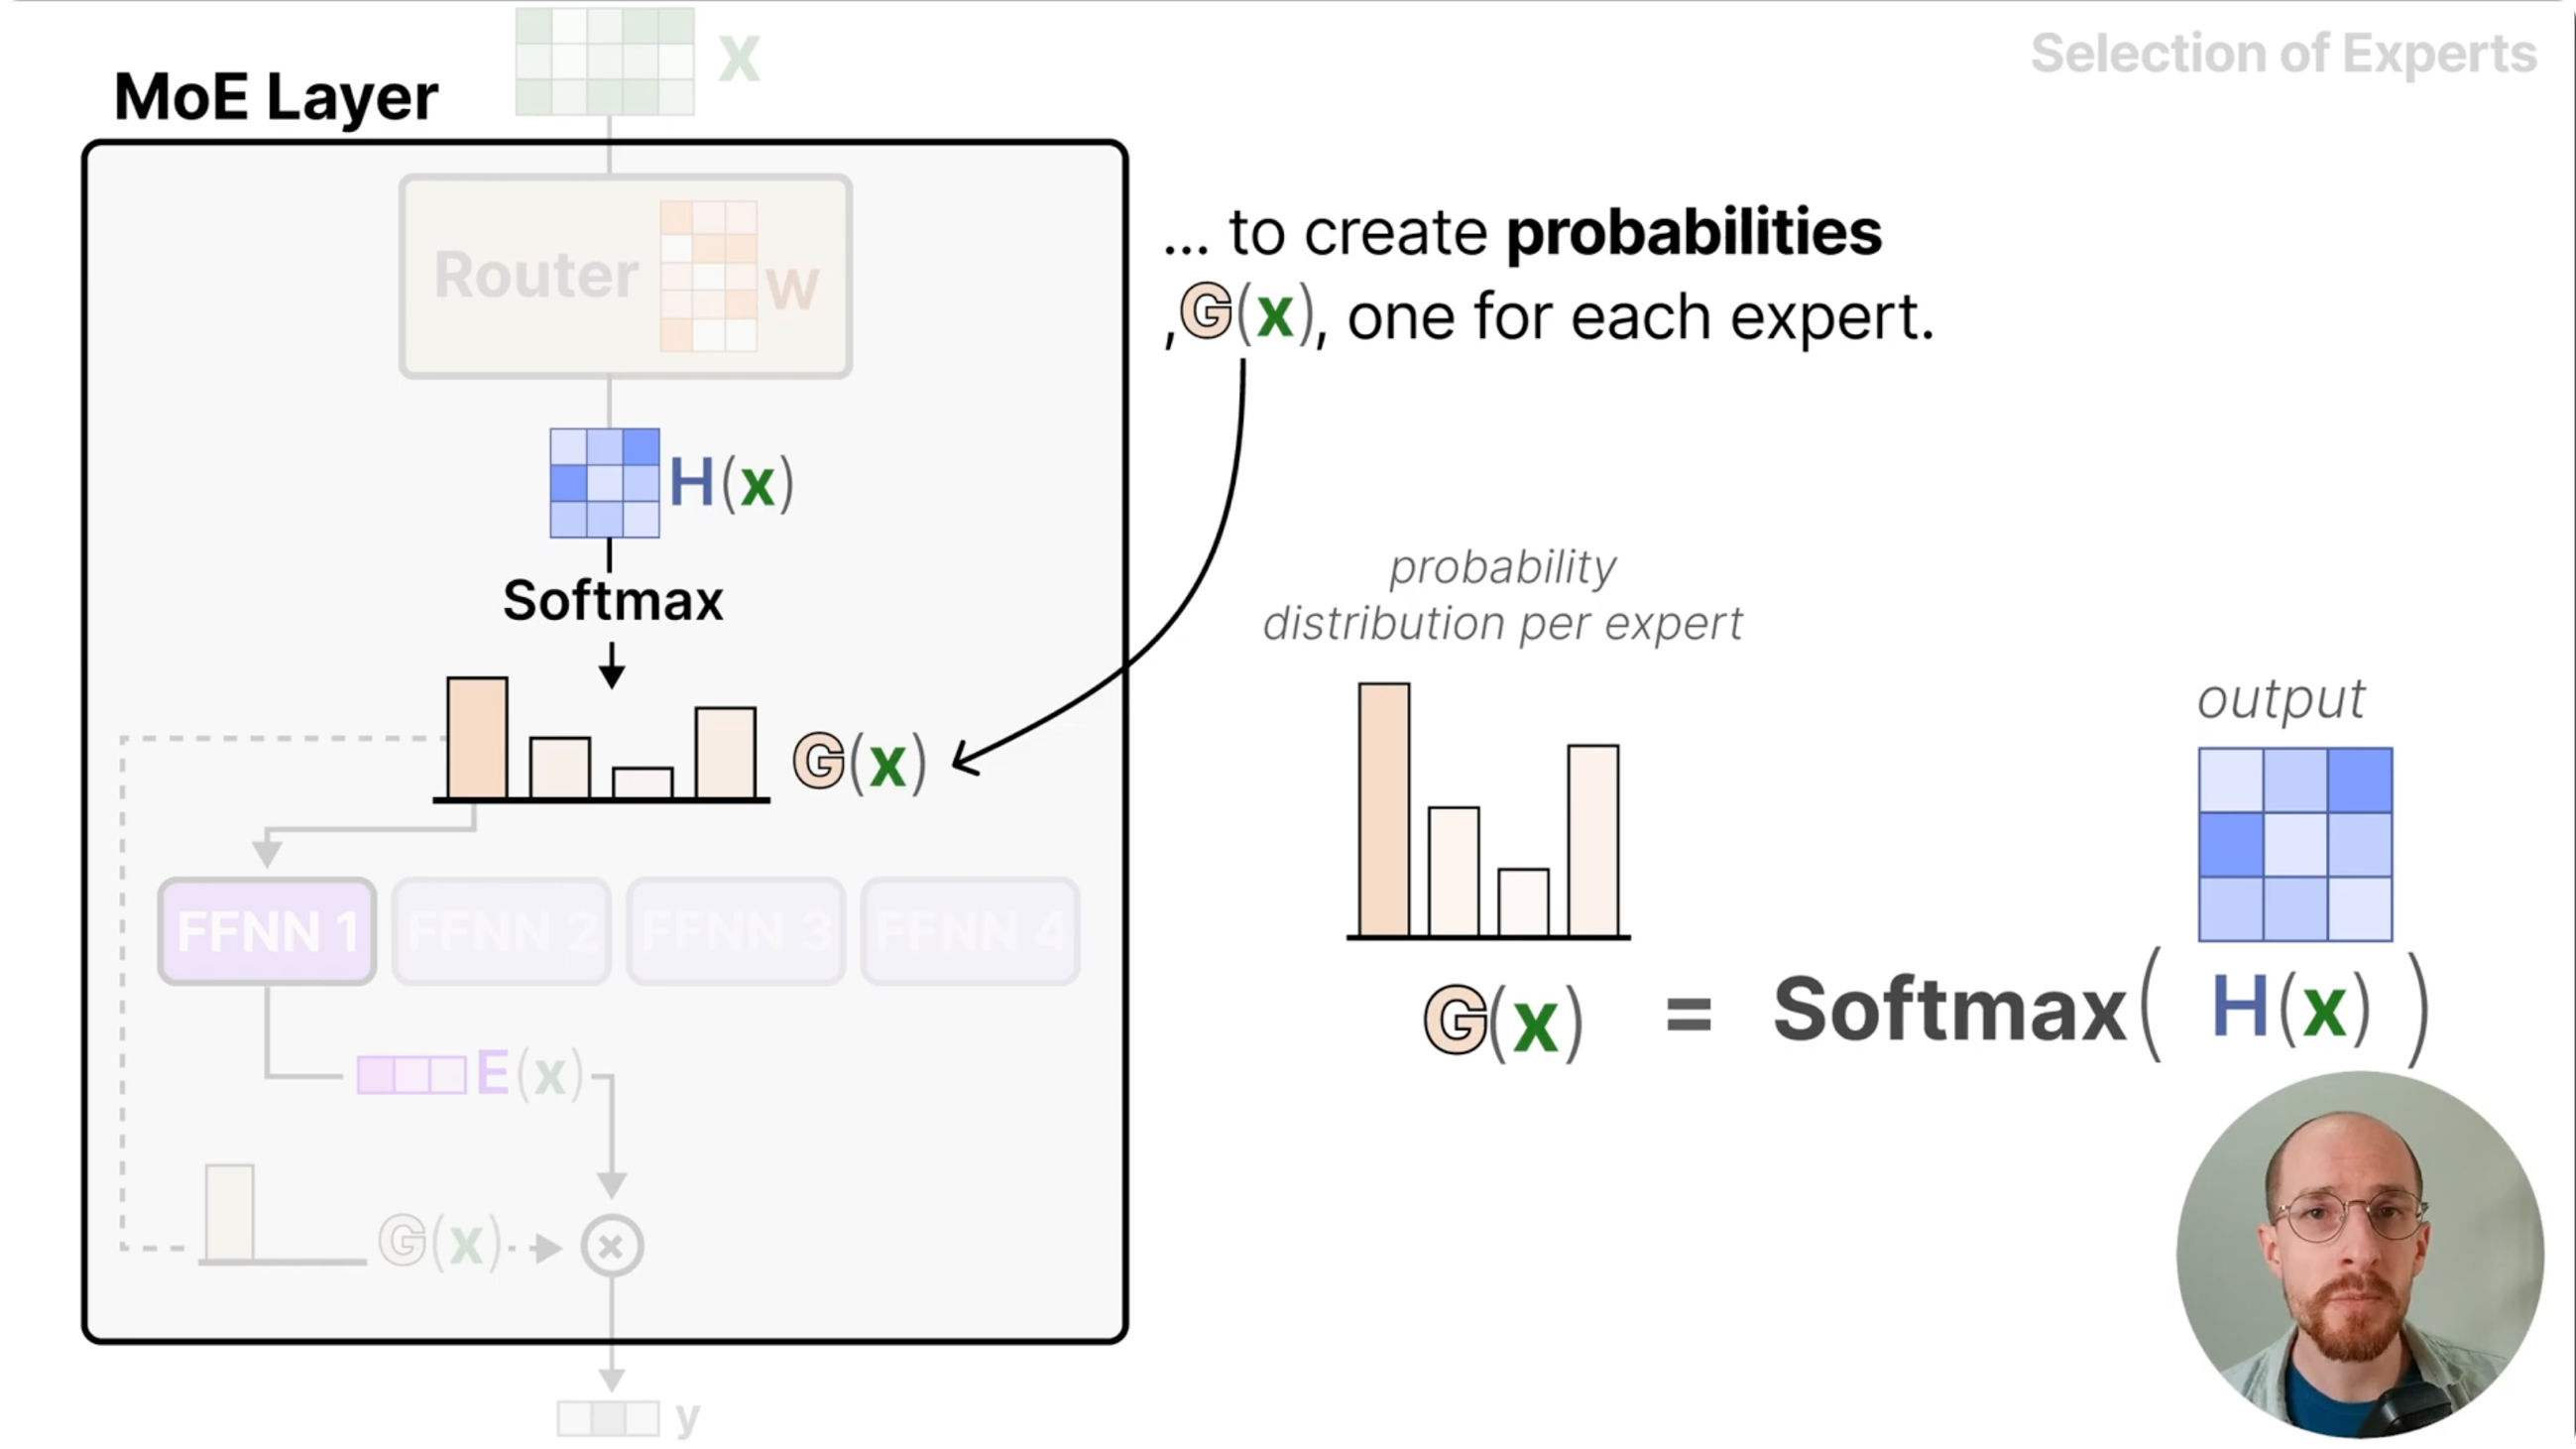 Selection of Experts
MoE Layer
X
Router
W
H(x)
Softmax
G(x)
FFNN 1
FFNN 2
FFNN 3
FFNN 4
E(x)
G(x)
y
... to create probabilities
,G(x), one for each expert.
probability
distribution per expert
output
G(x) = Softmax( H(x) )